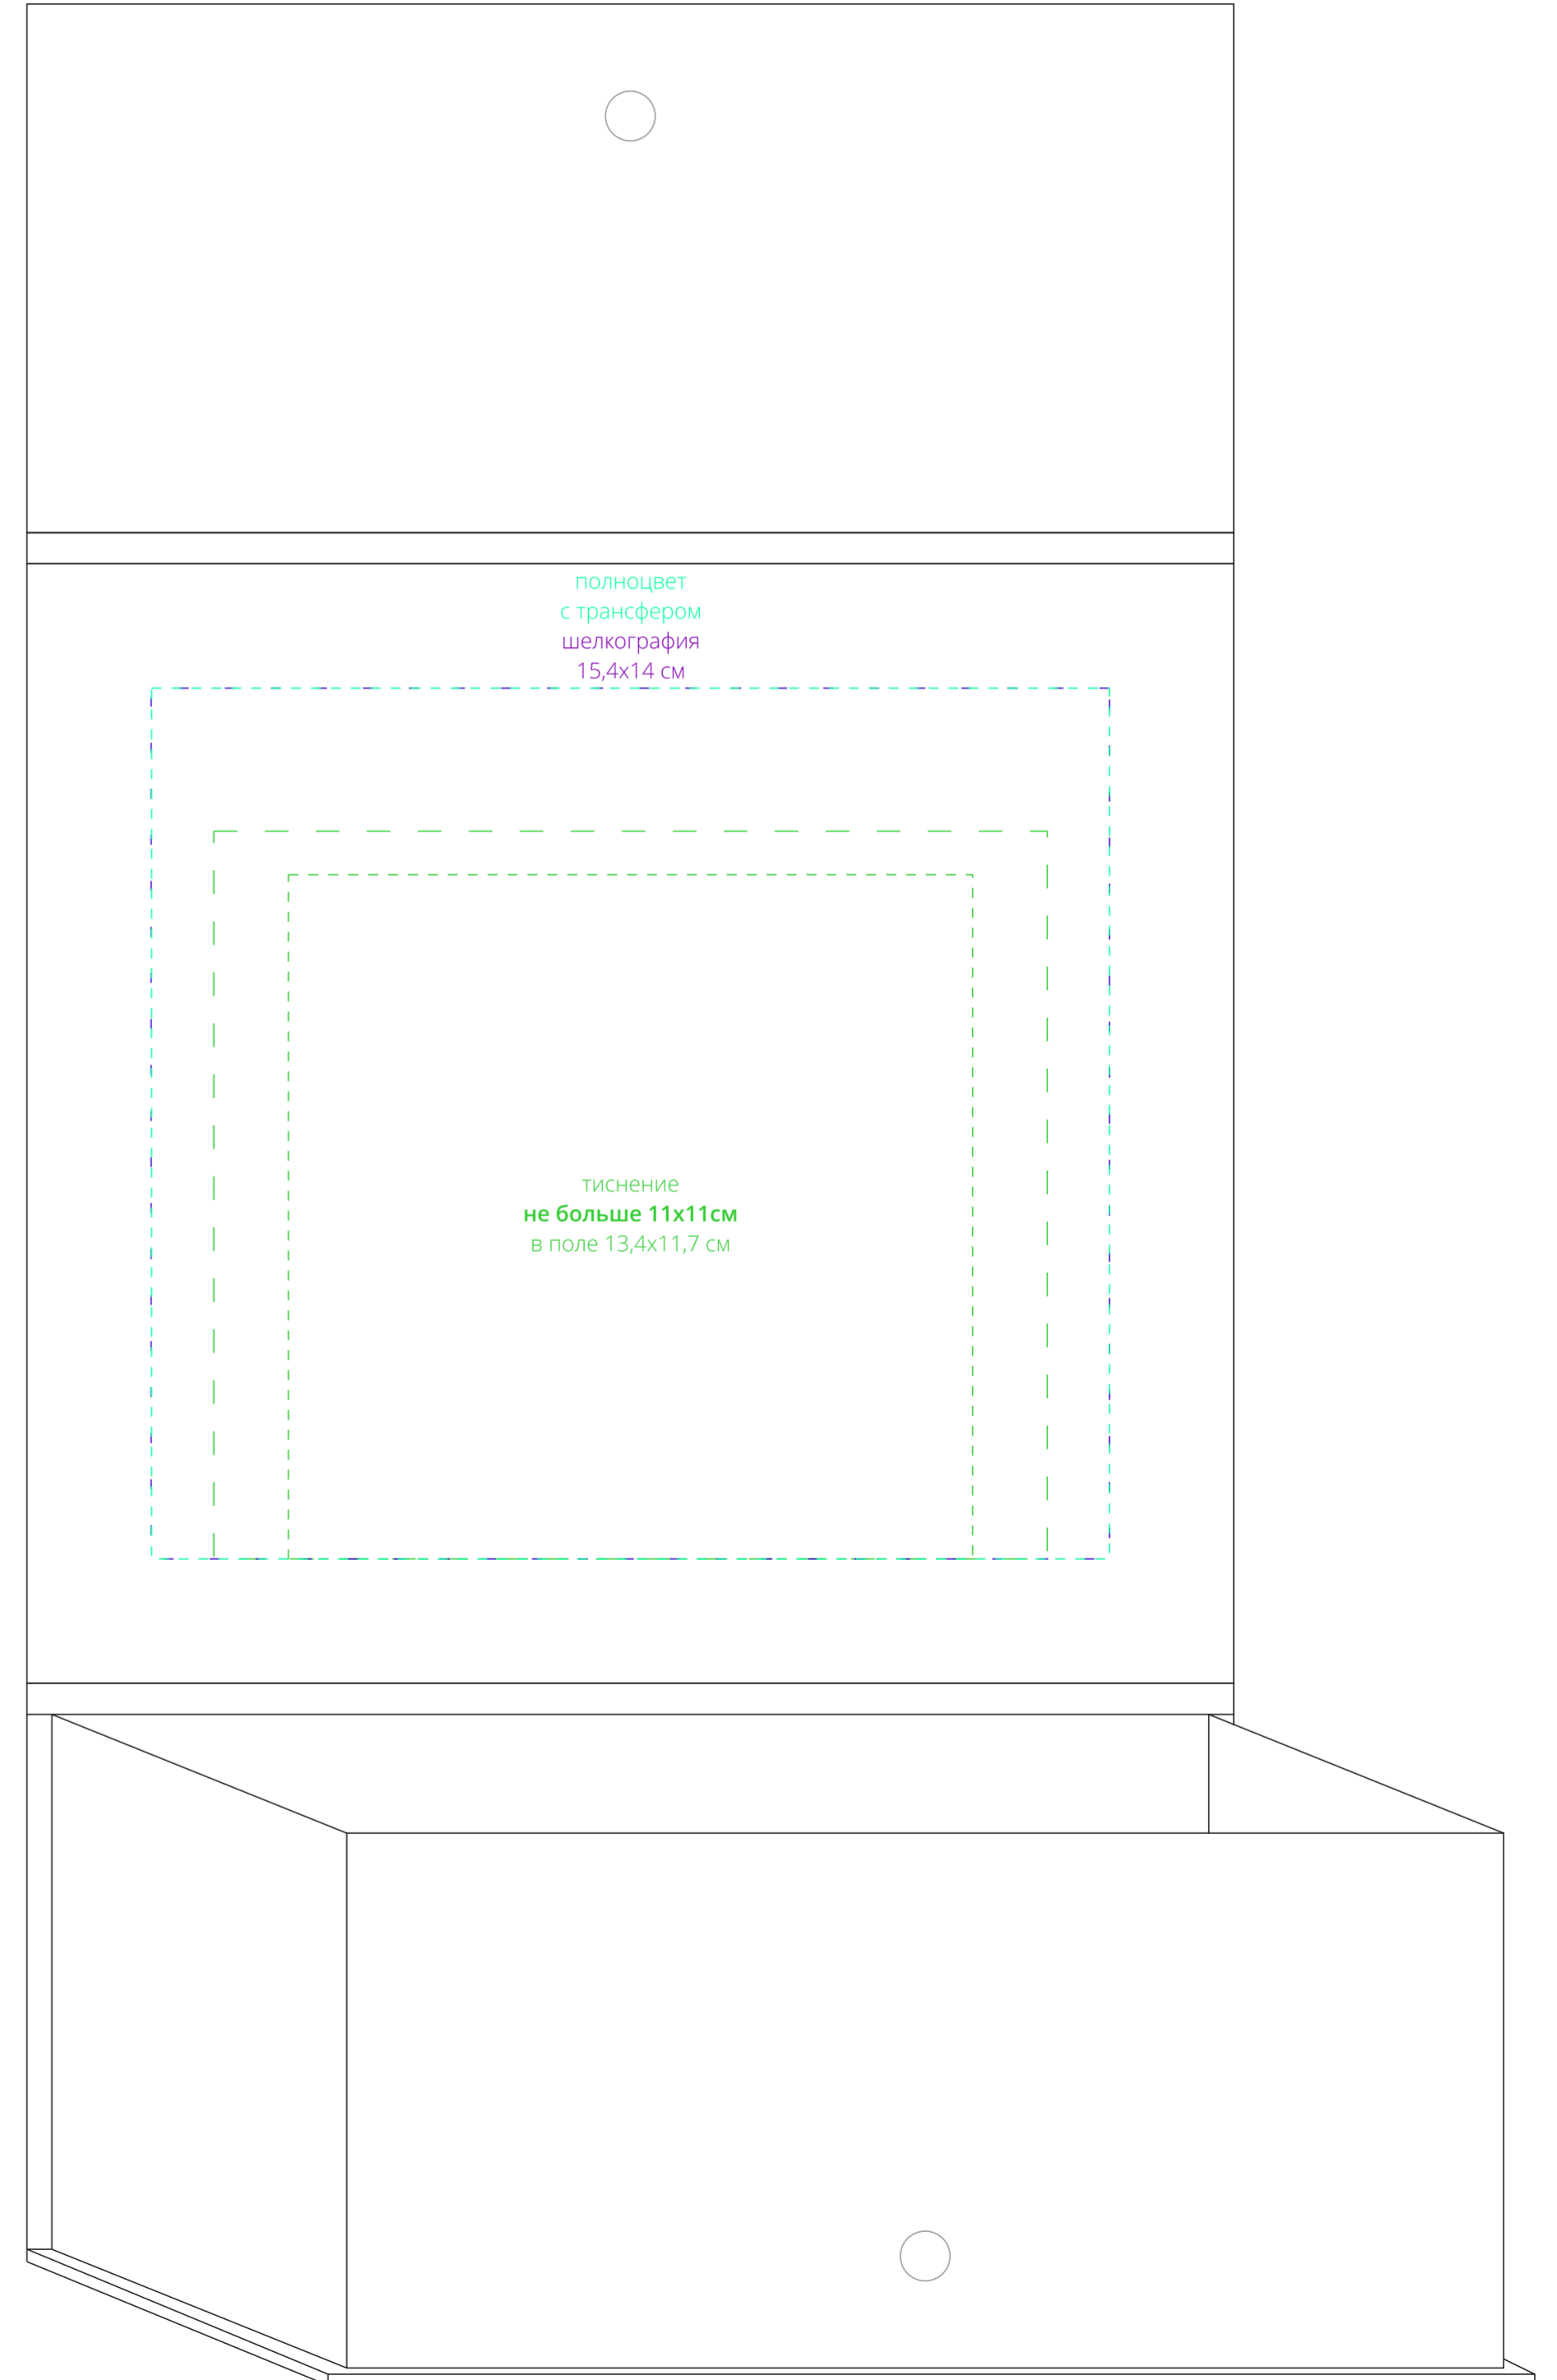 полноцвет
с трансфером
шелкография
15,4х14 см
тиснение
не больше 11х11см
в поле 13,4х11,7 см